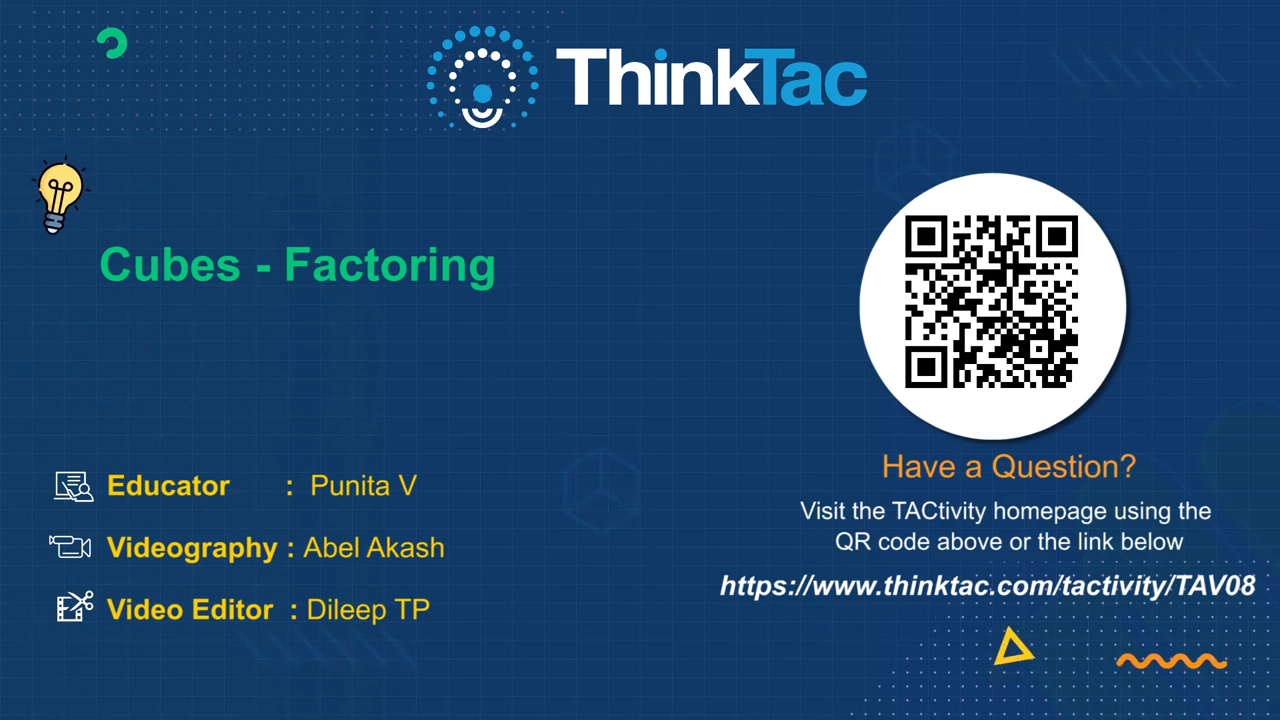 ThinkTac
Cubes - Factoring
Educator : Punita V
Videography : Abel Akash
Video Editor : Dileep TP
Have a Question?
Visit the TACtivity homepage using the
QR code above or the link below
https://www.thinktac.com/tactivity/TAV08